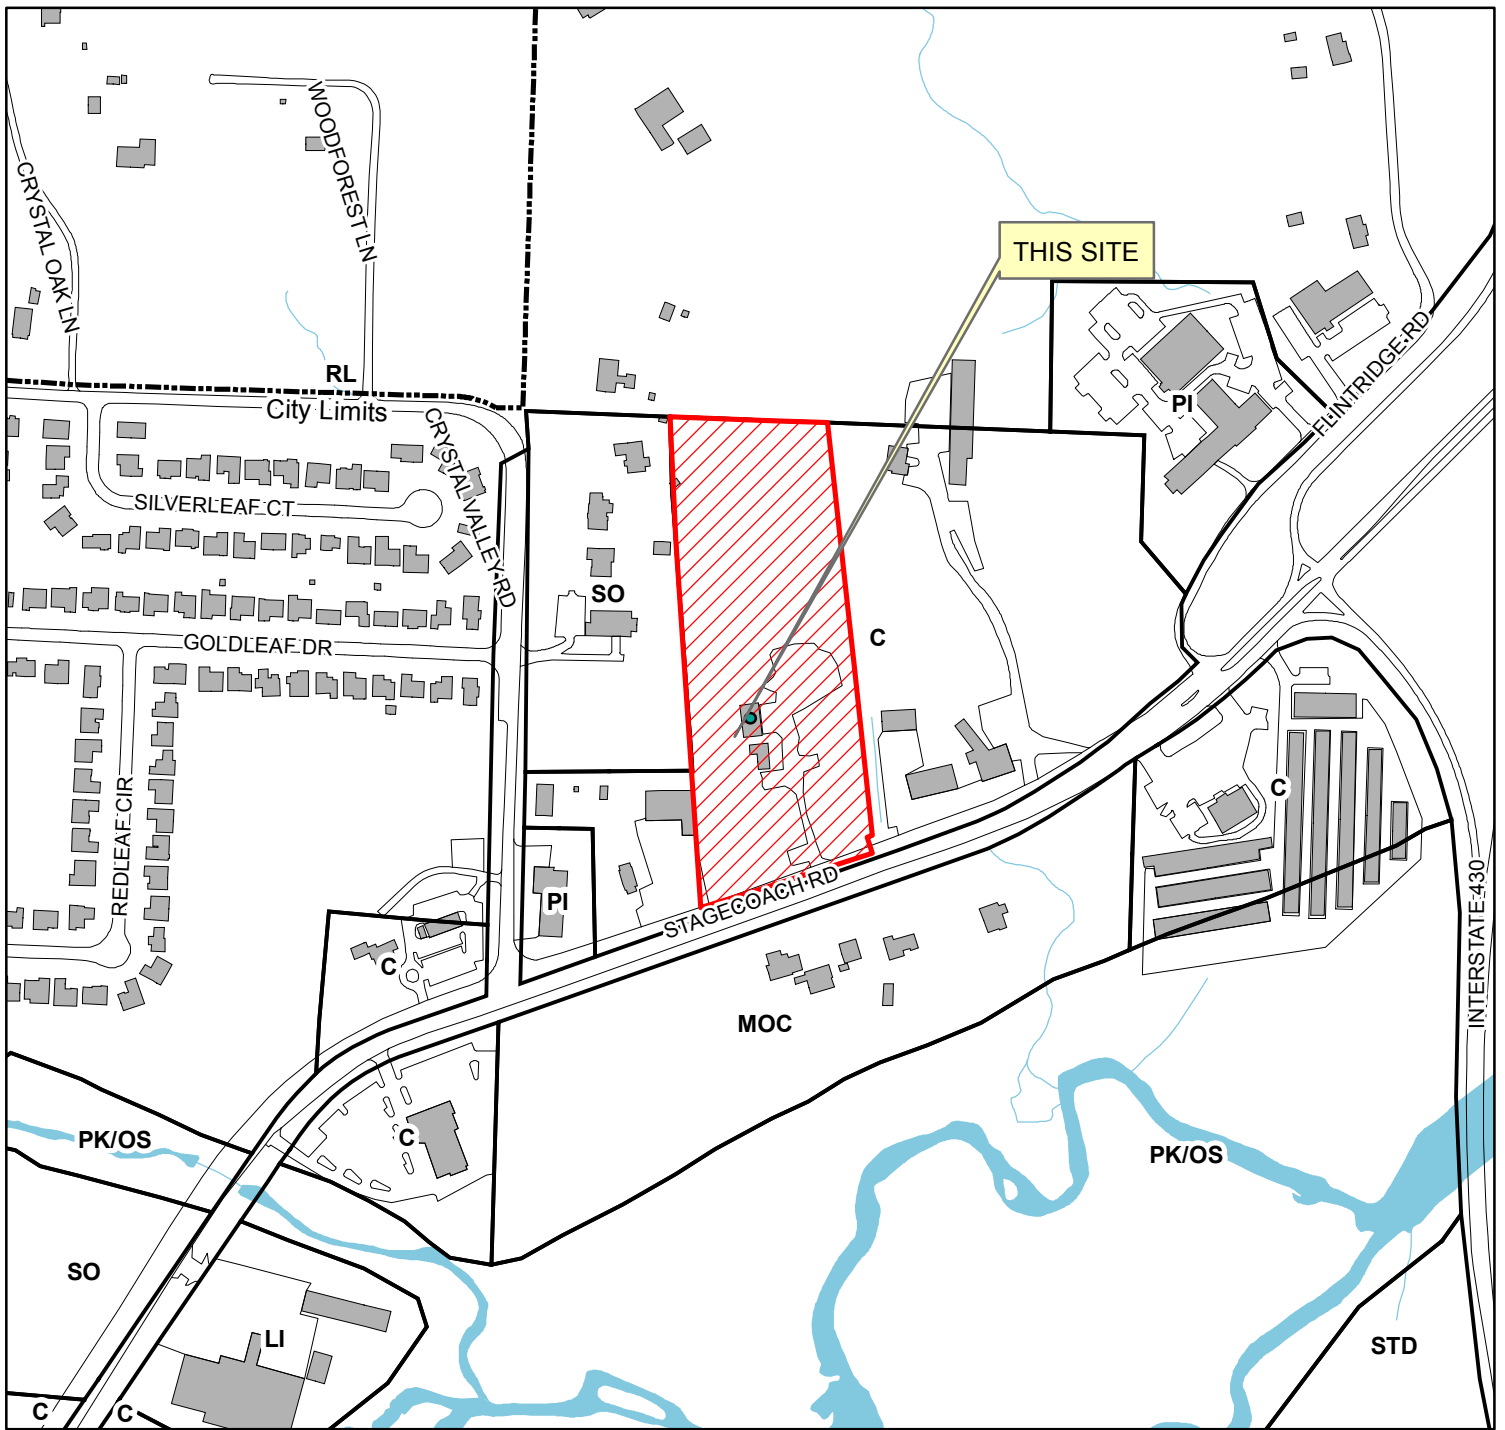 WOODFOREST LN
CRYSTAL OAK LN
THIS SITE
RL
City Limits
CRYSTAL VALLEY RD
PI
FLINTRIDGE RD
SILVERLEAF CT
SO
GOLDLEAF DR
C
REDLEAF CIR
C
PI
STAGECOACH RD
INTERSTATE 430
C
MOC
C
PK/OS
PK/OS
SO
LI
STD
C
C